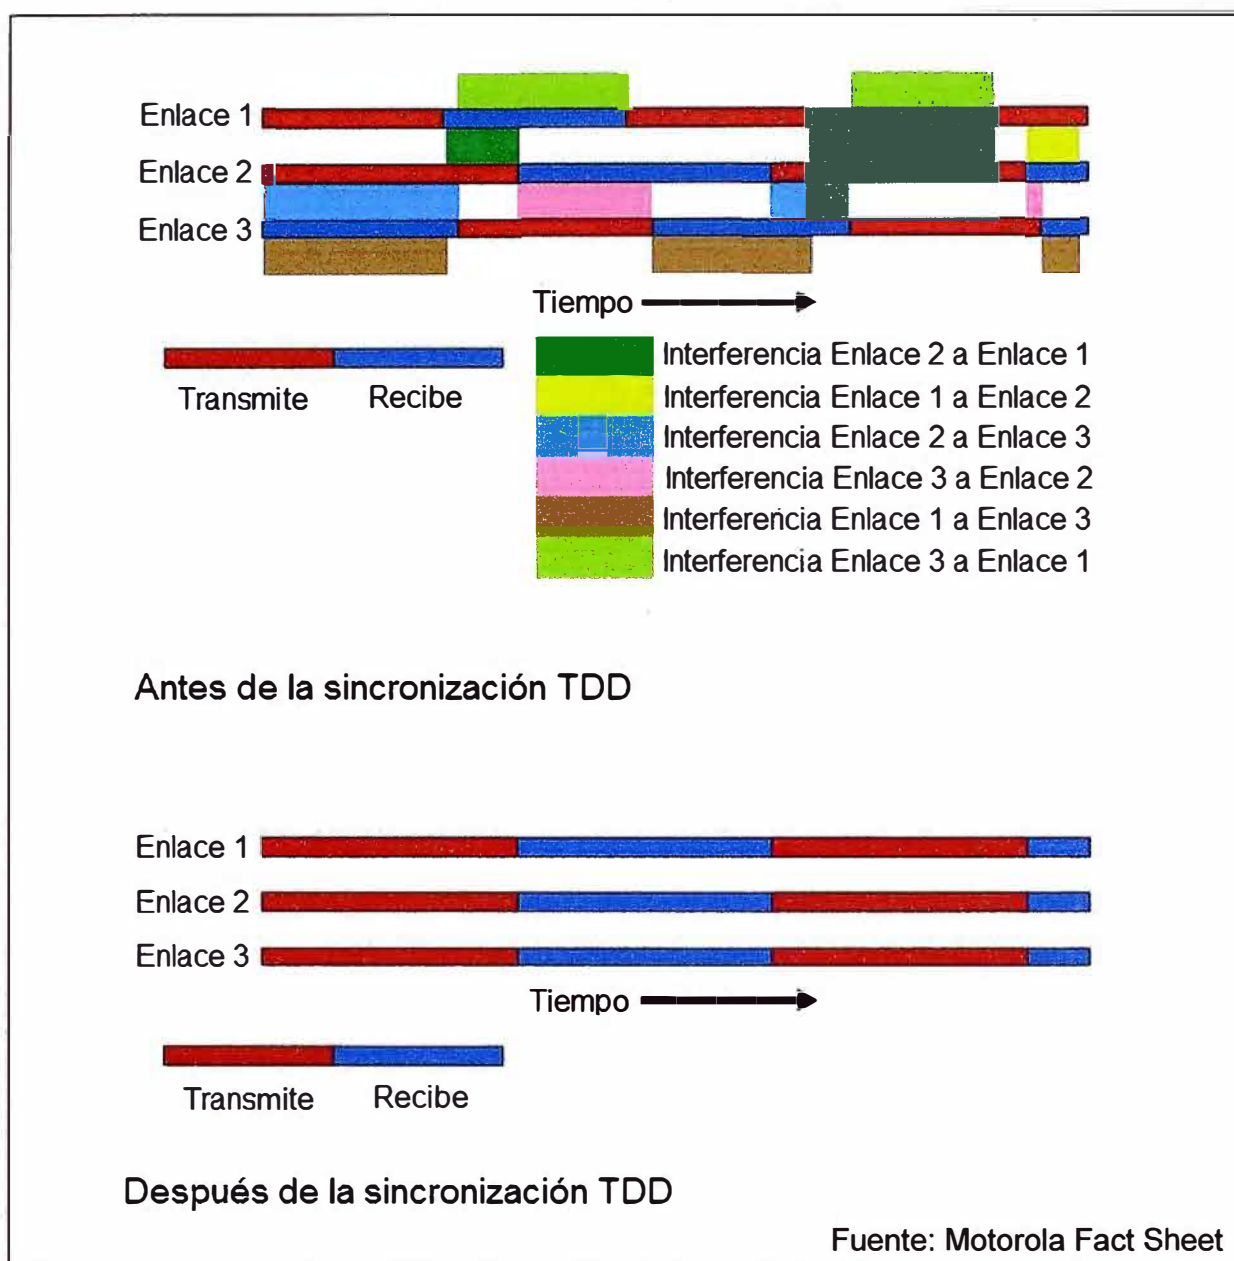 Enlace 1
Enlace 2
Enlace 3
Tiempo
Transmite Recibe
Interferencia Enlace 2 a Enlace 1
Interferencia Enlace 1 a Enlace 2
Interferencia Enlace 2 a Enlace 3
Interferencia Enlace 3 a Enlace 2
Interferencia Enlace 1 a Enlace 3
Interferencia Enlace 3 a Enlace 1
Antes de la sincronización TDD
Enlace 1
Enlace 2
Enlace 3
Tiempo
Transmite Recibe
Después de la sincronización TDD
Fuente: Motorola Fact Sheet